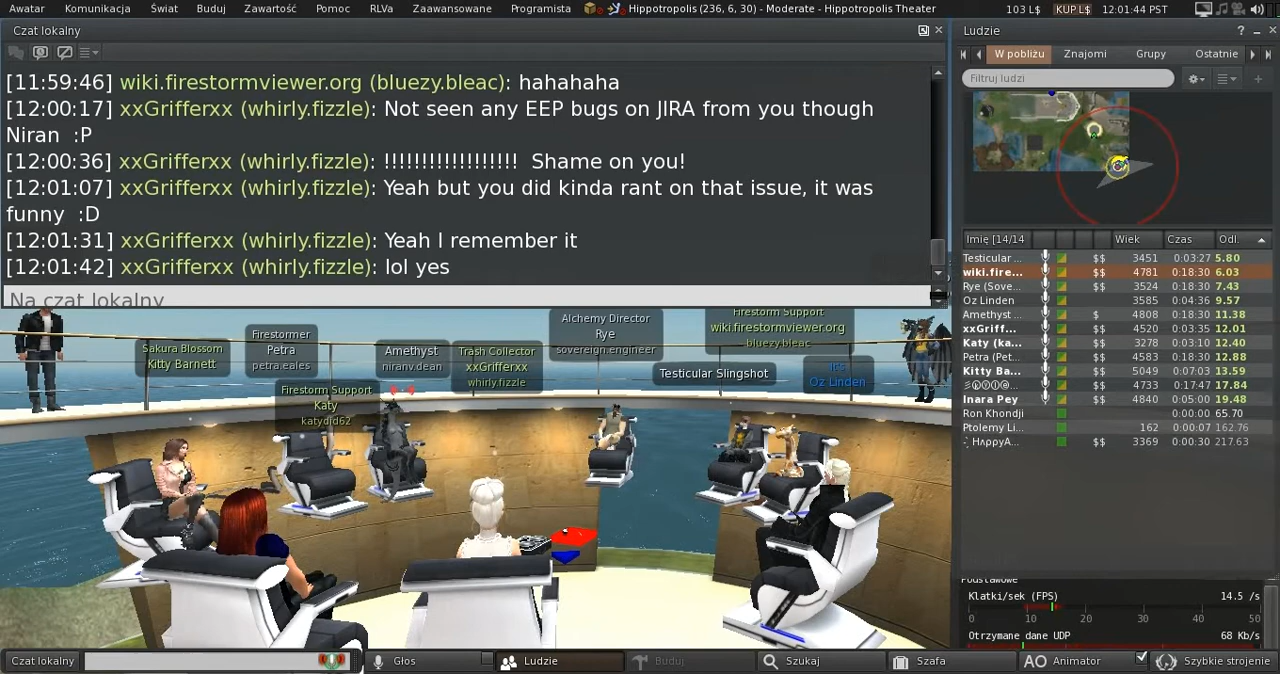 Awatar Komunikacja Świat Buduj Zawartość Pomoc RLVa Zaawansowane Programista Hippotropolis (236, 6, 30) - Moderate - Hippotropolis Theater 103 L$ KUP L$ 12:01:44 PST
Czat lokalny
[11:59:46] wiki.firestormviewer.org (bluezy.bleac): hahahaha
[12:00:17] xxGrifferxx (whirly.fizzle): Not seen any EEP bugs on JIRA from you though
Niran :P
[12:00:36] xxGrifferxx (whirly.fizzle): !!!!!!!!!!!!!!!!!! Shame on you!
[12:01:07] xxGrifferxx (whirly.fizzle): Yeah but you did kinda rant on that issue, it was
funny :D
[12:01:31] xxGrifferxx (whirly.fizzle): Yeah I remember it
[12:01:42] xxGrifferxx (whirly.fizzle): lol yes
Na czat lokalny
Sakura Blossom
Kitty Barnett
Firestormer
Petra
petra.eales
Firestorm Support
Katy
katydid62
Amethyst
niranv.dean
Trash Collector
xxGrifferxx
whirly.fizzle
Alchemy Director
Rye
sovereign.engineer
Firestorm Support
wiki.firestormviewer.org
bluezy.bleac
Testicular Slingshot
Oz Linden
Ludzie
W pobliżu Znajomi Grupy Ostatnie
Filtruj ludzi
Imię [14/14 Wiek Czas Odl.
Testicular ... $$ 3451 0:03:27 5.80
wiki.fire... $$ 4781 0:18:30 6.03
Rye (Sove... $$ 3524 0:18:30 7.43
Oz Linden 3585 0:04:36 9.57
Amethyst ... $ 4808 0:18:30 11.38
xxGriff... $$ 4520 0:03:35 12.01
Katy (ka... $$ 3278 0:03:10 12.40
Petra (Pet... $$ 4583 0:18:30 12.88
Kitty Ba... $$ 5049 0:07:03 13.59
$$ 4733 0:17:47 17.84
Inara Pey $$ 4840 0:05:00 19.48
Ron Khondji 0:00:00 65.70
Ptolemy Li... 162 0:00:07 162.76
$$ 3369 0:00:30 217.63
Podstawowe
Klatki/sek (FPS) 14.5 /s
0 10 20 30 40 50
Otrzymane dane UDP 68 Kb/s
Czat lokalny Głos Ludzie Buduj Szukaj Szafa AO Animator Szybkie strojenie